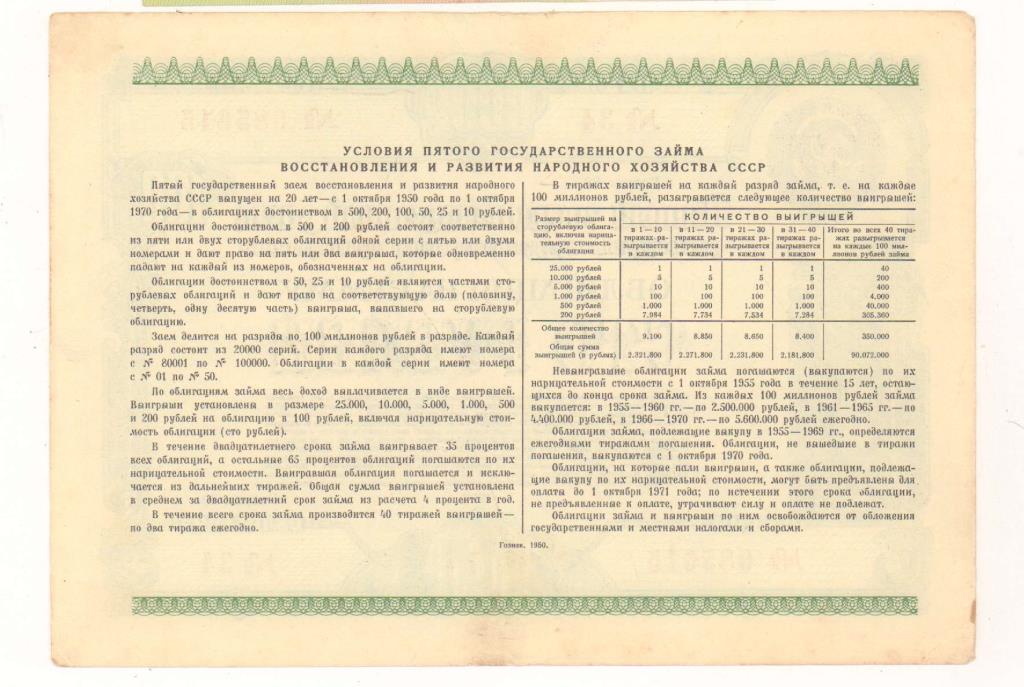 УСЛОВИЯ ПЯТОГО ГОСУДАРСТВЕННОГО ЗАЙМА
ВОССТАНОВЛЕНИЯ И РАЗВИТИЯ НАРОДНОГО ХОЗЯЙСТВА СССР
Пятый государственный заем восстановления и развития народного
хозяйства СССР выпущен на 20 лет—с 1 октября 1950 года по 1 октября
1970 года—в облигациях достоинством в 500, 200, 100, 50, 25 и 10 рублей.
Облигации достоинством в 500 и 200 рублей состоят соответственно
из пяти или двух сторублевых облигаций одной серии с пятью или двумя
номерами и дают право на пять или два выигрыша, которые одновременно
падают на каждый из номеров, обозначенных на облигации.
Облигации достоинством в 50, 25 и 10 рублей являются частями сто-
рублевых облигаций и дают право на соответствующую долю (половину,
четверть, одну десятую часть) выигрыша, выпавшего на сторублевую
облигацию.
Заем делится на разряды по 100 миллионов рублей в разряде. Каждый
разряд состоит из 20000 серий. Серии каждого разряда имеют номера
с № 80001 по № 100000. Облигации в каждой серии имеют номера
с № 01 по № 50.
По облигациям займа весь доход выплачивается в виде выигрышей.
Выигрыши установлены в размере 25.000, 10.000, 5.000, 1.000, 500
и 200 рублей на облигацию в 100 рублей, включая нарицательную стои-
мость облигации (сто рублей).
В течение двадцатилетнего срока займа выигрывает 35 процентов
всех облигаций, а остальные 65 процентов облигаций погашаются по их
нарицательной стоимости. Выигравшая облигация погашается и исклю-
чается из дальнейших тиражей. Общая сумма выигрышей установлена
в среднем за двадцатилетний срок займа из расчета 4 процента в год.
В течение всего срока займа производится 40 тиражей выигрышей—
по два тиража ежегодно.
В тиражах выигрышей на каждый разряд займа, т. е. на каждые
100 миллионов рублей, разыгрывается следующее количество выигрышей:
Размер выигрышей на
сторублевую облига-
цию, включая нарица-
тельную стоимость
облигации
КОЛИЧЕСТВО ВЫИГРЫШЕЙ
в 1—10
тиражах ра-
зыгрывается
в каждом
в 11—20
тиражах ра-
зыгрывается
в каждом
в 21—30
тиражах ра-
зыгрывается
в каждом
в 31—40
тиражах ра-
зыгрывается
в каждом
Итого во всех 40 тира-
жах разыгрывается
на каждые 100 мил-
лионов рублей займа
25.000 рублей 1 1 1 1 40
10.000 рублей 5 5 5 5 200
5.000 рублей 10 10 10 10 400
1.000 рублей 100 100 100 100 4.000
500 рублей 1.000 1.000 1.000 1.000 40.000
200 рублей 7.984 7.734 7.534 7.284 305.360
Общее количество
выигрышей 9.100 8.850 8.650 8.400 350.000
Общая сумма
выигрышей (в рублях) 2.321.800 2.271.800 2.231.800 2.181.800 90.072.000
Невыигравшие облигации займа погашаются (выкупаются) по их
нарицательной стоимости с 1 октября 1955 года в течение 15 лет, остаю-
щихся до конца срока займа. Из каждых 100 миллионов рублей займа
выкупается: в 1955—1960 гг.—по 2.500.000 рублей, в 1961—1965 гг.—по
4.400.000 рублей, в 1966—1970 гг.—по 5.600.000 рублей ежегодно.
Облигации займа, подлежащие выкупу в 1955—1969 гг., определяются
ежегодными тиражами погашения. Облигации, не вышедшие в тиражи
погашения, выкупаются с 1 октября 1970 года.
Облигации, на которые пали выигрыши, а также облигации, подлежа-
щие выкупу по их нарицательной стоимости, могут быть предъявлены для
оплаты до 1 октября 1971 года; по истечении этого срока облигации,
не предъявленные к оплате, утрачивают силу и оплате не подлежат.
Облигации займа и выигрыши по ним освобождаются от обложения
государственными и местными налогами и сборами.
Гознак. 1950.